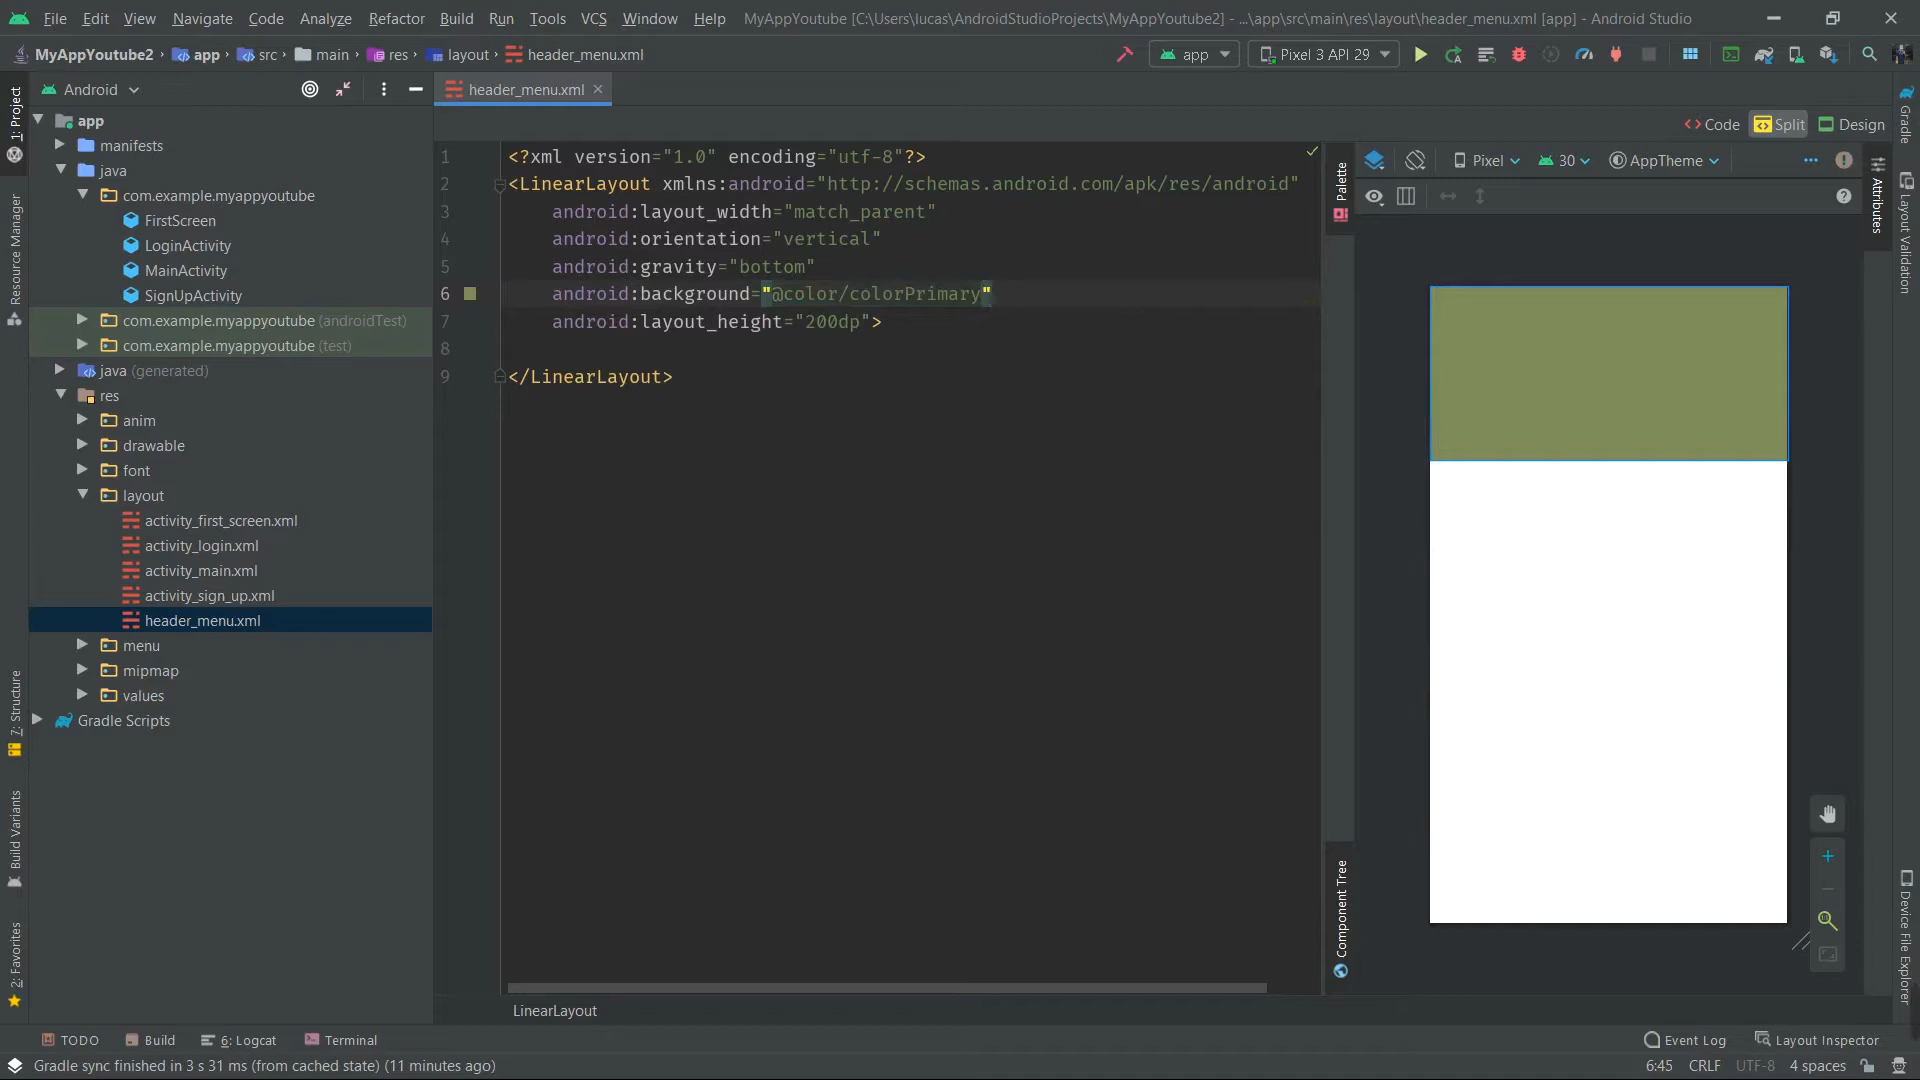 File Edit View Navigate Code Analyze Refactor Build Run Tools VCS Window Help MyAppYoutube2 [C:\Users\lucas\AndroidStudioProjects\MyAppYoutube2] - ...\app\src\main\res\layout\header_menu.xml [app] - Android Studio
MyAppYoutube2 app src main res layout header_menu.xml app Pixel 3 API 29
Android
header_menu.xml
Code Split Design
Pixel 30 AppTheme
1: Project
Resource Manager
7: Structure
Build Variants
2: Favorites
app
manifests
java
com.example.myappyoutube
FirstScreen
LoginActivity
MainActivity
SignUpActivity
com.example.myappyoutube (androidTest)
com.example.myappyoutube (test)
java (generated)
res
anim
drawable
font
layout
activity_first_screen.xml
activity_login.xml
activity_main.xml
activity_sign_up.xml
header_menu.xml
menu
mipmap
values
Gradle Scripts
1 <?xml version="1.0" encoding="utf-8"?>
2 <LinearLayout xmlns:android="http://schemas.android.com/apk/res/android"
3 android:layout_width="match_parent"
4 android:orientation="vertical"
5 android:gravity="bottom"
6 android:background="@color/colorPrimary"
7 android:layout_height="200dp">
8
9 </LinearLayout>
Palette
Component Tree
Attributes
Gradle
Layout Validation
Device File Explorer
LinearLayout
TODO Build 6: Logcat Terminal Event Log Layout Inspector
Gradle sync finished in 3 s 31 ms (from cached state) (11 minutes ago) 6:45 CRLF UTF-8 4 spaces